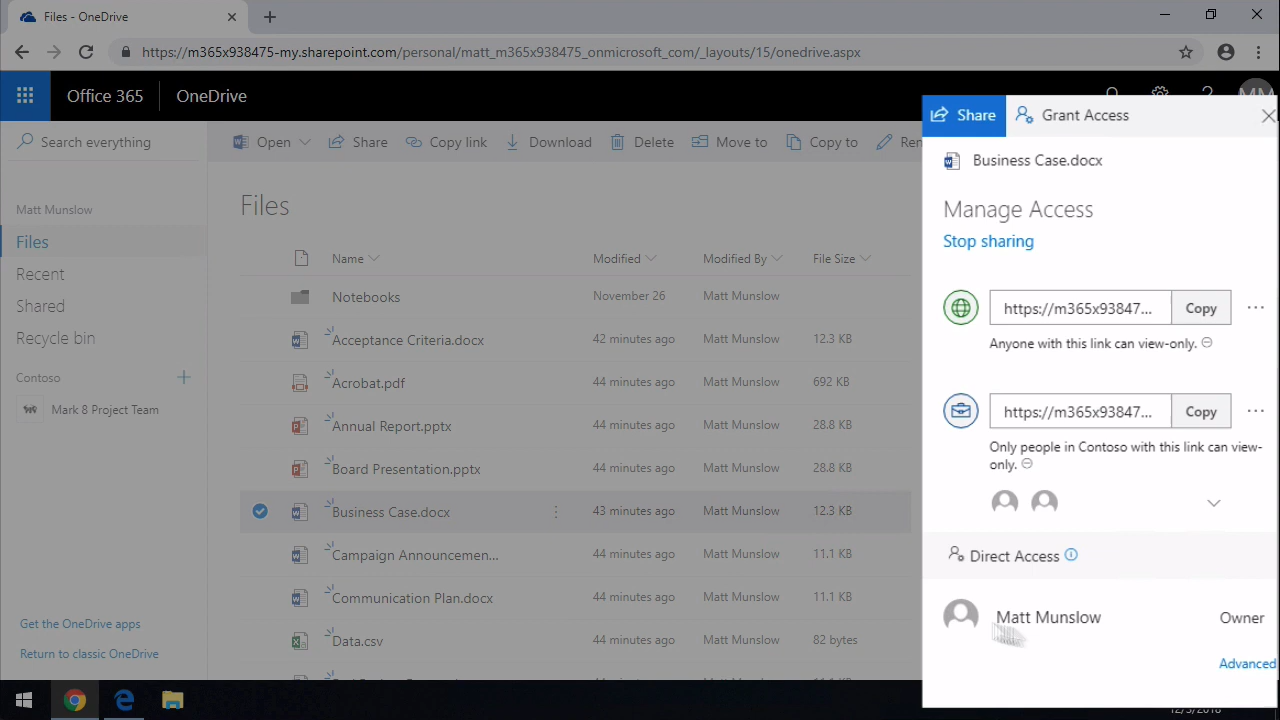 Files - OneDrive
https://m365x938475-my.sharepoint.com/personal/matt_m365x938475_onmicrosoft_com/_layouts/15/onedrive.aspx
Office 365
OneDrive
MM
Search everything
Open
Share
Copy link
Download
Delete
Move to
Copy to
Ren
Matt Munslow
Files
Recent
Shared
Recycle bin
Contoso
Mark 8 Project Team
Get the OneDrive apps
Return to classic OneDrive
Files
Name Modified Modified By File Size
Notebooks November 26 Matt Munslow
Acceptance Criteria.docx 42 minutes ago Matt Munslow 12.3 KB
Acrobat.pdf 44 minutes ago Matt Munslow 692 KB
Annual Report.pptx 44 minutes ago Matt Munslow 28.8 KB
Board Presentation.pptx 44 minutes ago Matt Munslow 28.8 KB
Business Case.docx 43 minutes ago Matt Munslow 12.3 KB
Campaign Announcemen... 44 minutes ago Matt Munslow 11.1 KB
Communication Plan.docx 44 minutes ago Matt Munslow 11.1 KB
Data.csv 44 minutes ago Matt Munslow 82 bytes
Share
Grant Access
Business Case.docx
Manage Access
Stop sharing
https://m365x93847... Copy
Anyone with this link can view-only.
https://m365x93847... Copy
Only people in Contoso with this link can view-
only.
Direct Access
Matt Munslow Owner
Advanced